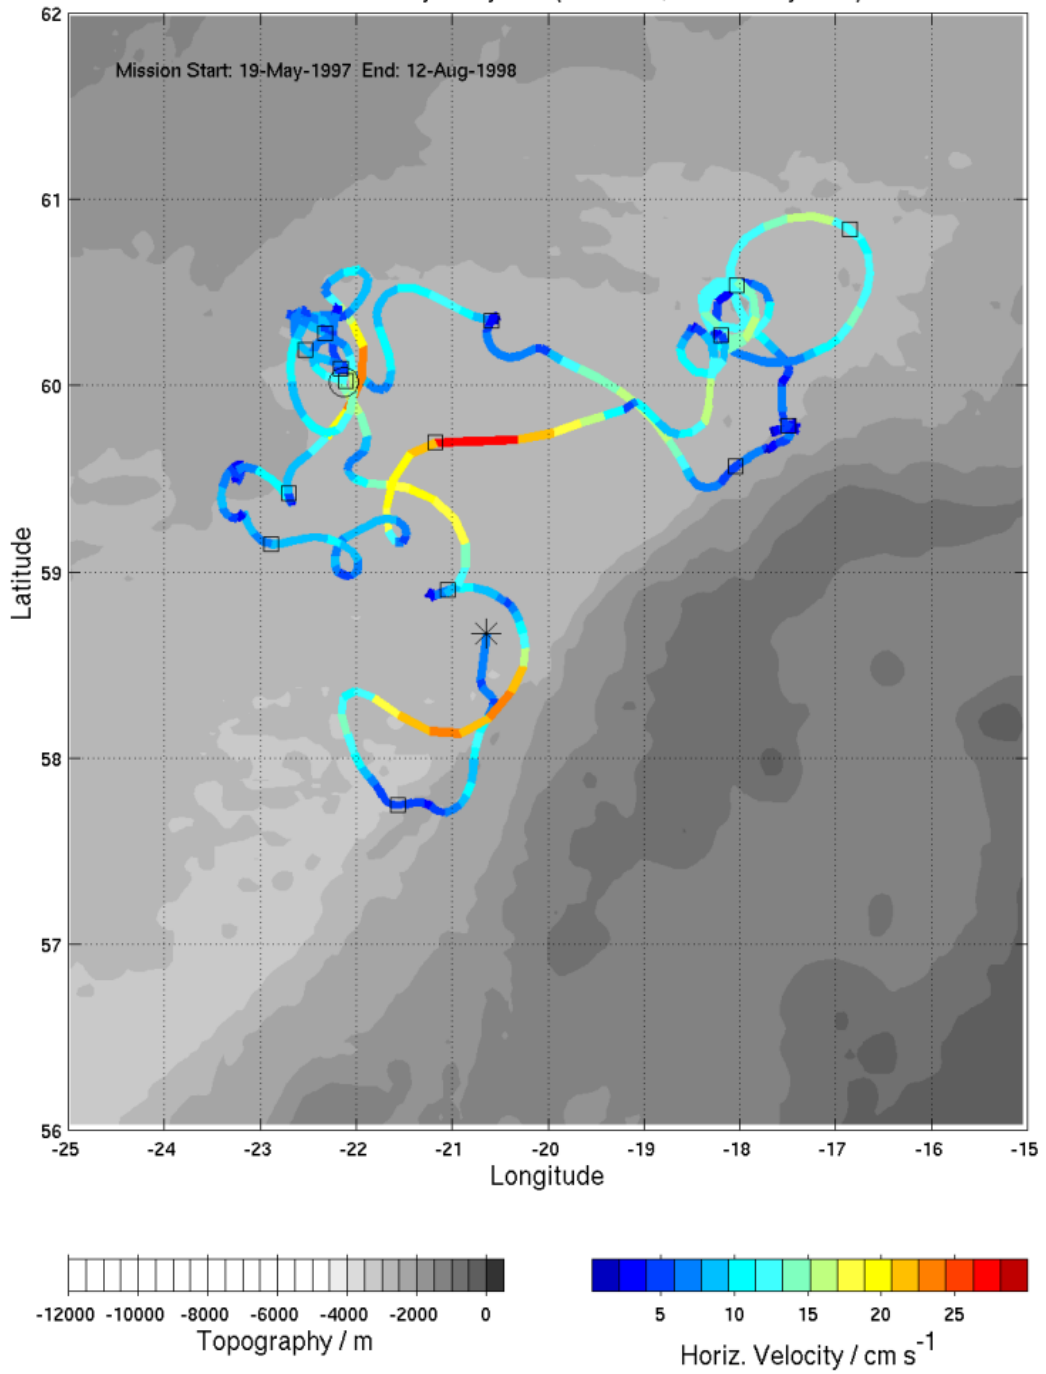 62
Mission Start: 19-May-1997 End: 12-Aug-1998
61
60
59
58
57
56
Latitude
-25 -24 -23 -22 -21 -20 -19 -18 -17 -16 -15
Longitude
-12000 -10000 -8000 -6000 -4000 -2000 0
Topography / m
5 10 15 20 25
Horiz. Velocity / cm s-1